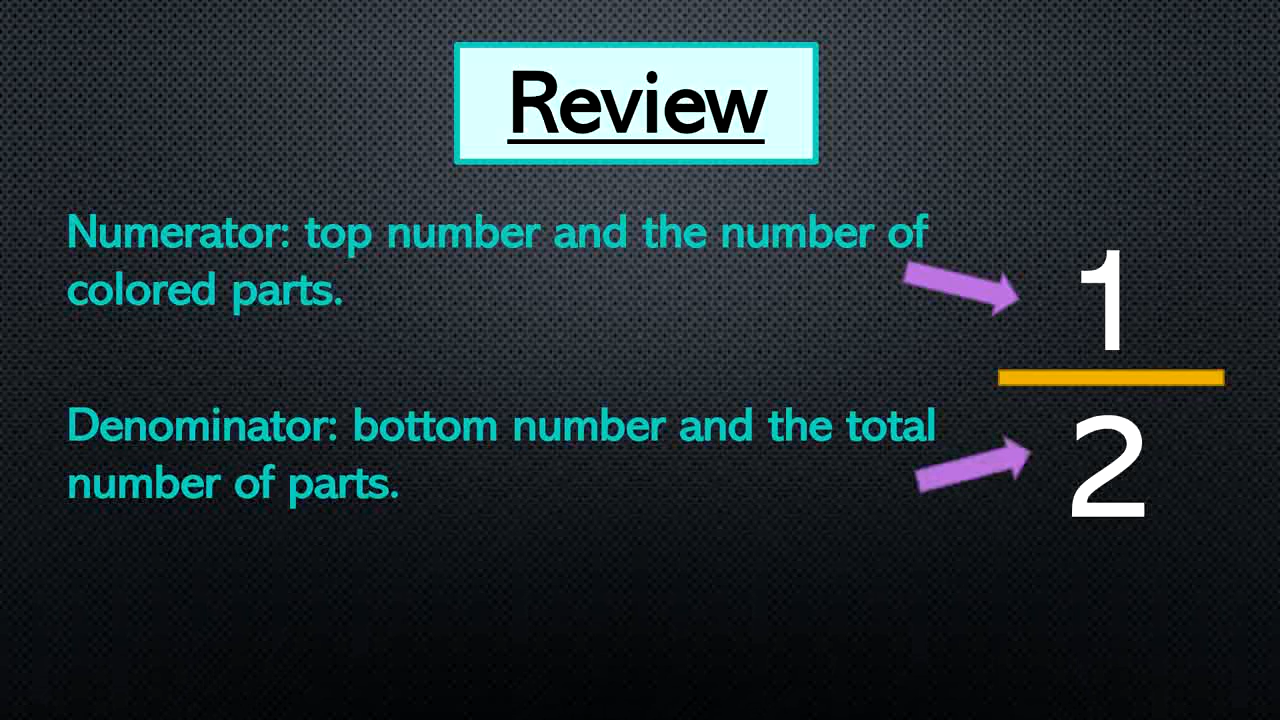 Review
Numerator: top number and the number of
colored parts.
1
2
Denominator: bottom number and the total
number of parts.